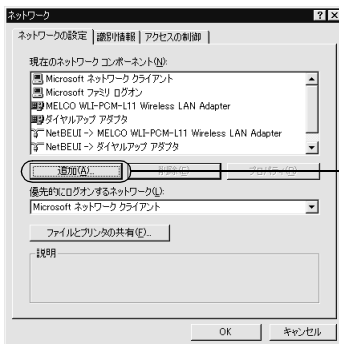 ネットワーク
ネットワークの設定 識別情報 アクセスの制御
現在のネットワーク コンポーネント(N):
Microsoft ネットワーク クライアント
Microsoft ファミリ ログオン
MELCO WLI-PCM-L11 Wireless LAN Adapter
ダイヤルアップ アダプタ
NetBEUI -> MELCO WLI-PCM-L11 Wireless LAN Adapter
NetBEUI -> ダイヤルアップ アダプタ
追加(A)... 削除(E) プロパティ(R)
優先的にログオンするネットワーク(L):
Microsoft ネットワーク クライアント
ファイルとプリンタの共有(F)...
説明
OK キャンセル